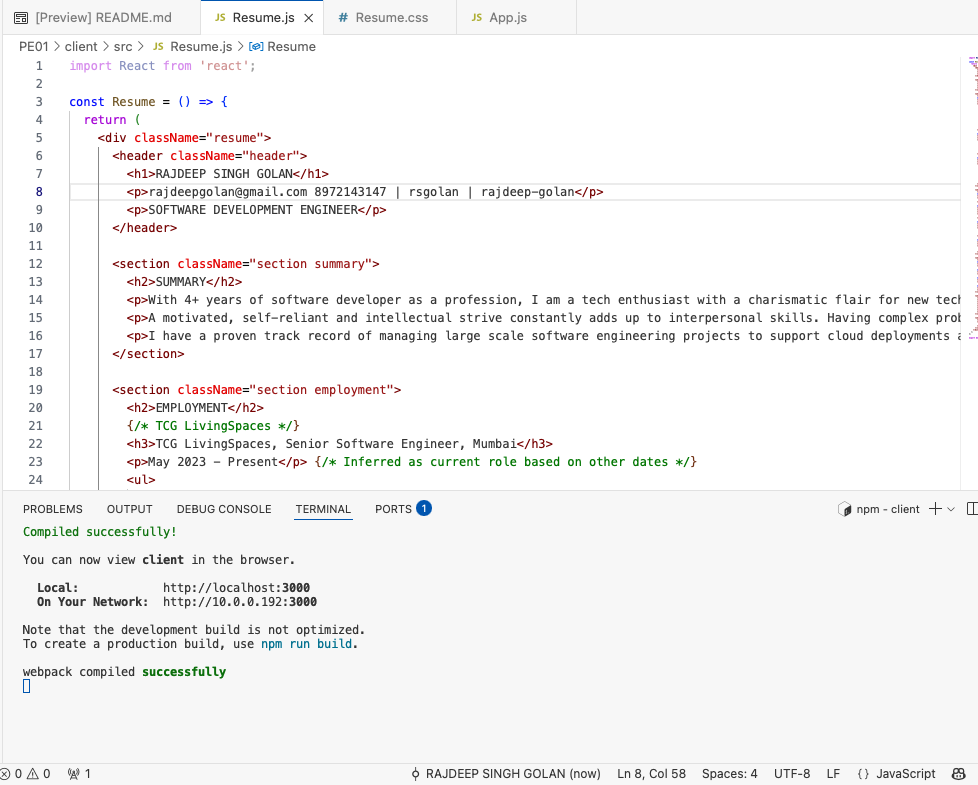 [Preview] README.md
JS Resume.js
# Resume.css
JS App.js
PE01 > client > src > JS Resume.js > Resume
1 import React from 'react';
2
3 const Resume = () => {
4 return (
5 <div className="resume">
6 <header className="header">
7 <h1>RAJDEEP SINGH GOLAN</h1>
8 <p>rajdeepgolan@gmail.com 8972143147 | rsgolan | rajdeep-golan</p>
9 <p>SOFTWARE DEVELOPMENT ENGINEER</p>
10 </header>
11
12 <section className="section summary">
13 <h2>SUMMARY</h2>
14 <p>With 4+ years of software developer as a profession, I am a tech enthusiast with a charismatic flair for new tech
15 <p>A motivated, self-reliant and intellectual strive constantly adds up to interpersonal skills. Having complex prob
16 <p>I have a proven track record of managing large scale software engineering projects to support cloud deployments a
17 </section>
18
19 <section className="section employment">
20 <h2>EMPLOYMENT</h2>
21 {/* TCG LivingSpaces */}
22 <h3>TCG LivingSpaces, Senior Software Engineer, Mumbai</h3>
23 <p>May 2023 - Present</p> {/* Inferred as current role based on other dates */}
24 <ul>
PROBLEMS OUTPUT DEBUG CONSOLE TERMINAL PORTS 1
npm - client
Compiled successfully!
You can now view client in the browser.
Local: http://localhost:3000
On Your Network: http://10.0.0.192:3000
Note that the development build is not optimized.
To create a production build, use npm run build.
webpack compiled successfully
0 0 1 RAJDEEP SINGH GOLAN (now) Ln 8, Col 58 Spaces: 4 UTF-8 LF {} JavaScript